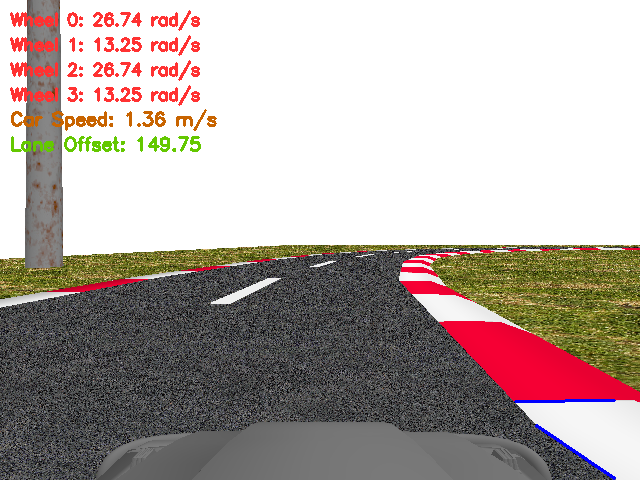 Wheel 0: 26.74 rad/s
Wheel 1: 13.25 rad/s
Wheel 2: 26.74 rad/s
Wheel 3: 13.25 rad/s
Car Speed: 1.36 m/s
Lane Offset: 149.75